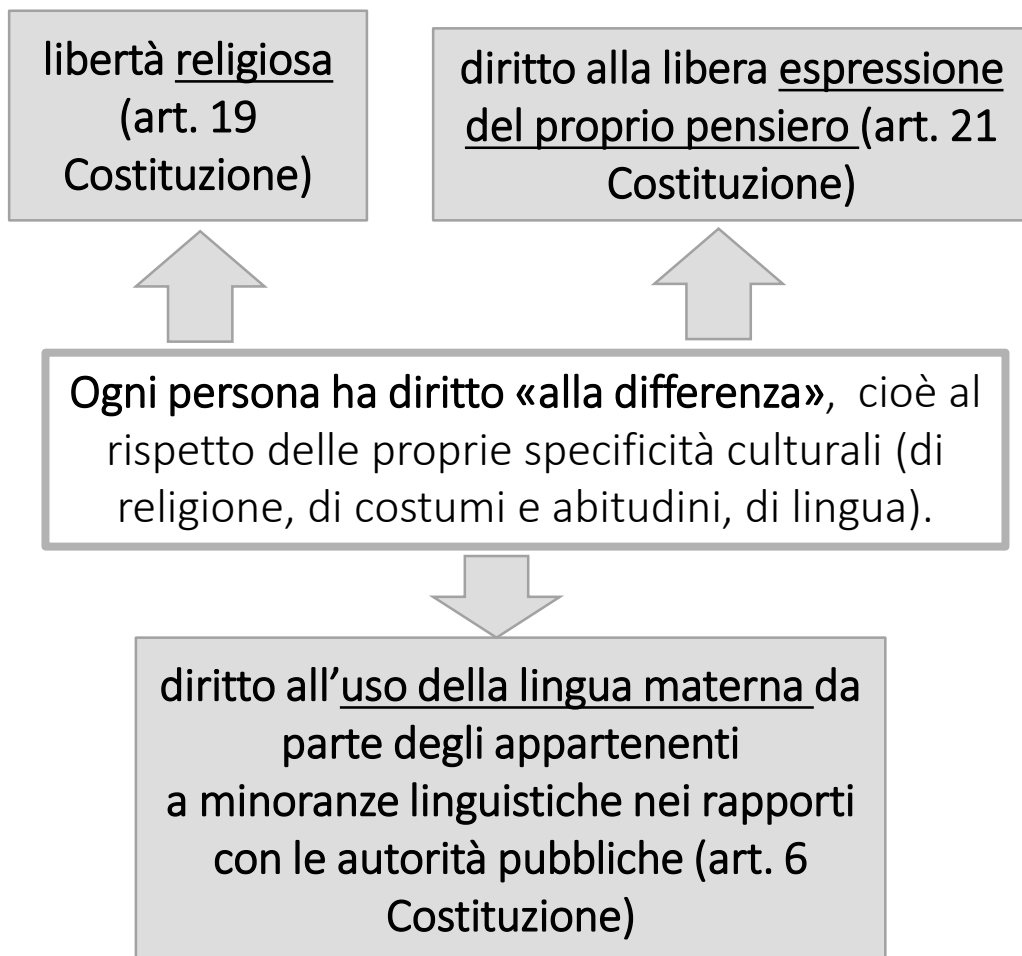 libertà religiosa
(art. 19
Costituzione)
diritto alla libera espressione
del proprio pensiero (art. 21
Costituzione)
Ogni persona ha diritto «alla differenza», cioè al
rispetto delle proprie specificità culturali (di
religione, di costumi e abitudini, di lingua).
diritto all’uso della lingua materna da
parte degli appartenenti
a minoranze linguistiche nei rapporti
con le autorità pubbliche (art. 6
Costituzione)